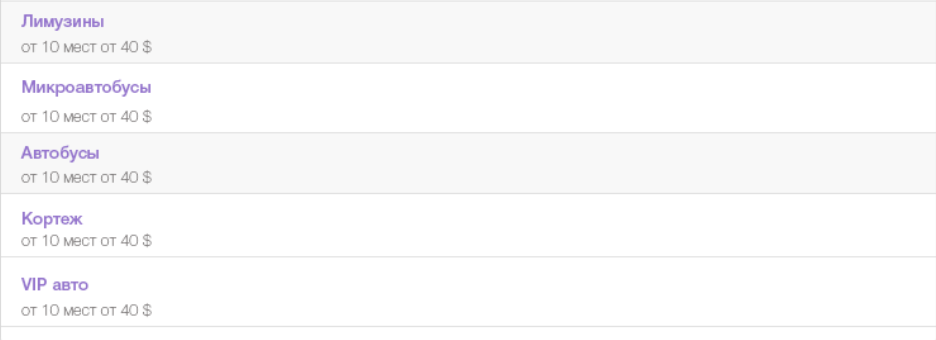 Лимузины
от 10 мест от 40 $
Микроавтобусы
от 10 мест от 40 $
Автобусы
от 10 мест от 40 $
Кортеж
от 10 мест от 40 $
VIP авто
от 10 мест от 40 $